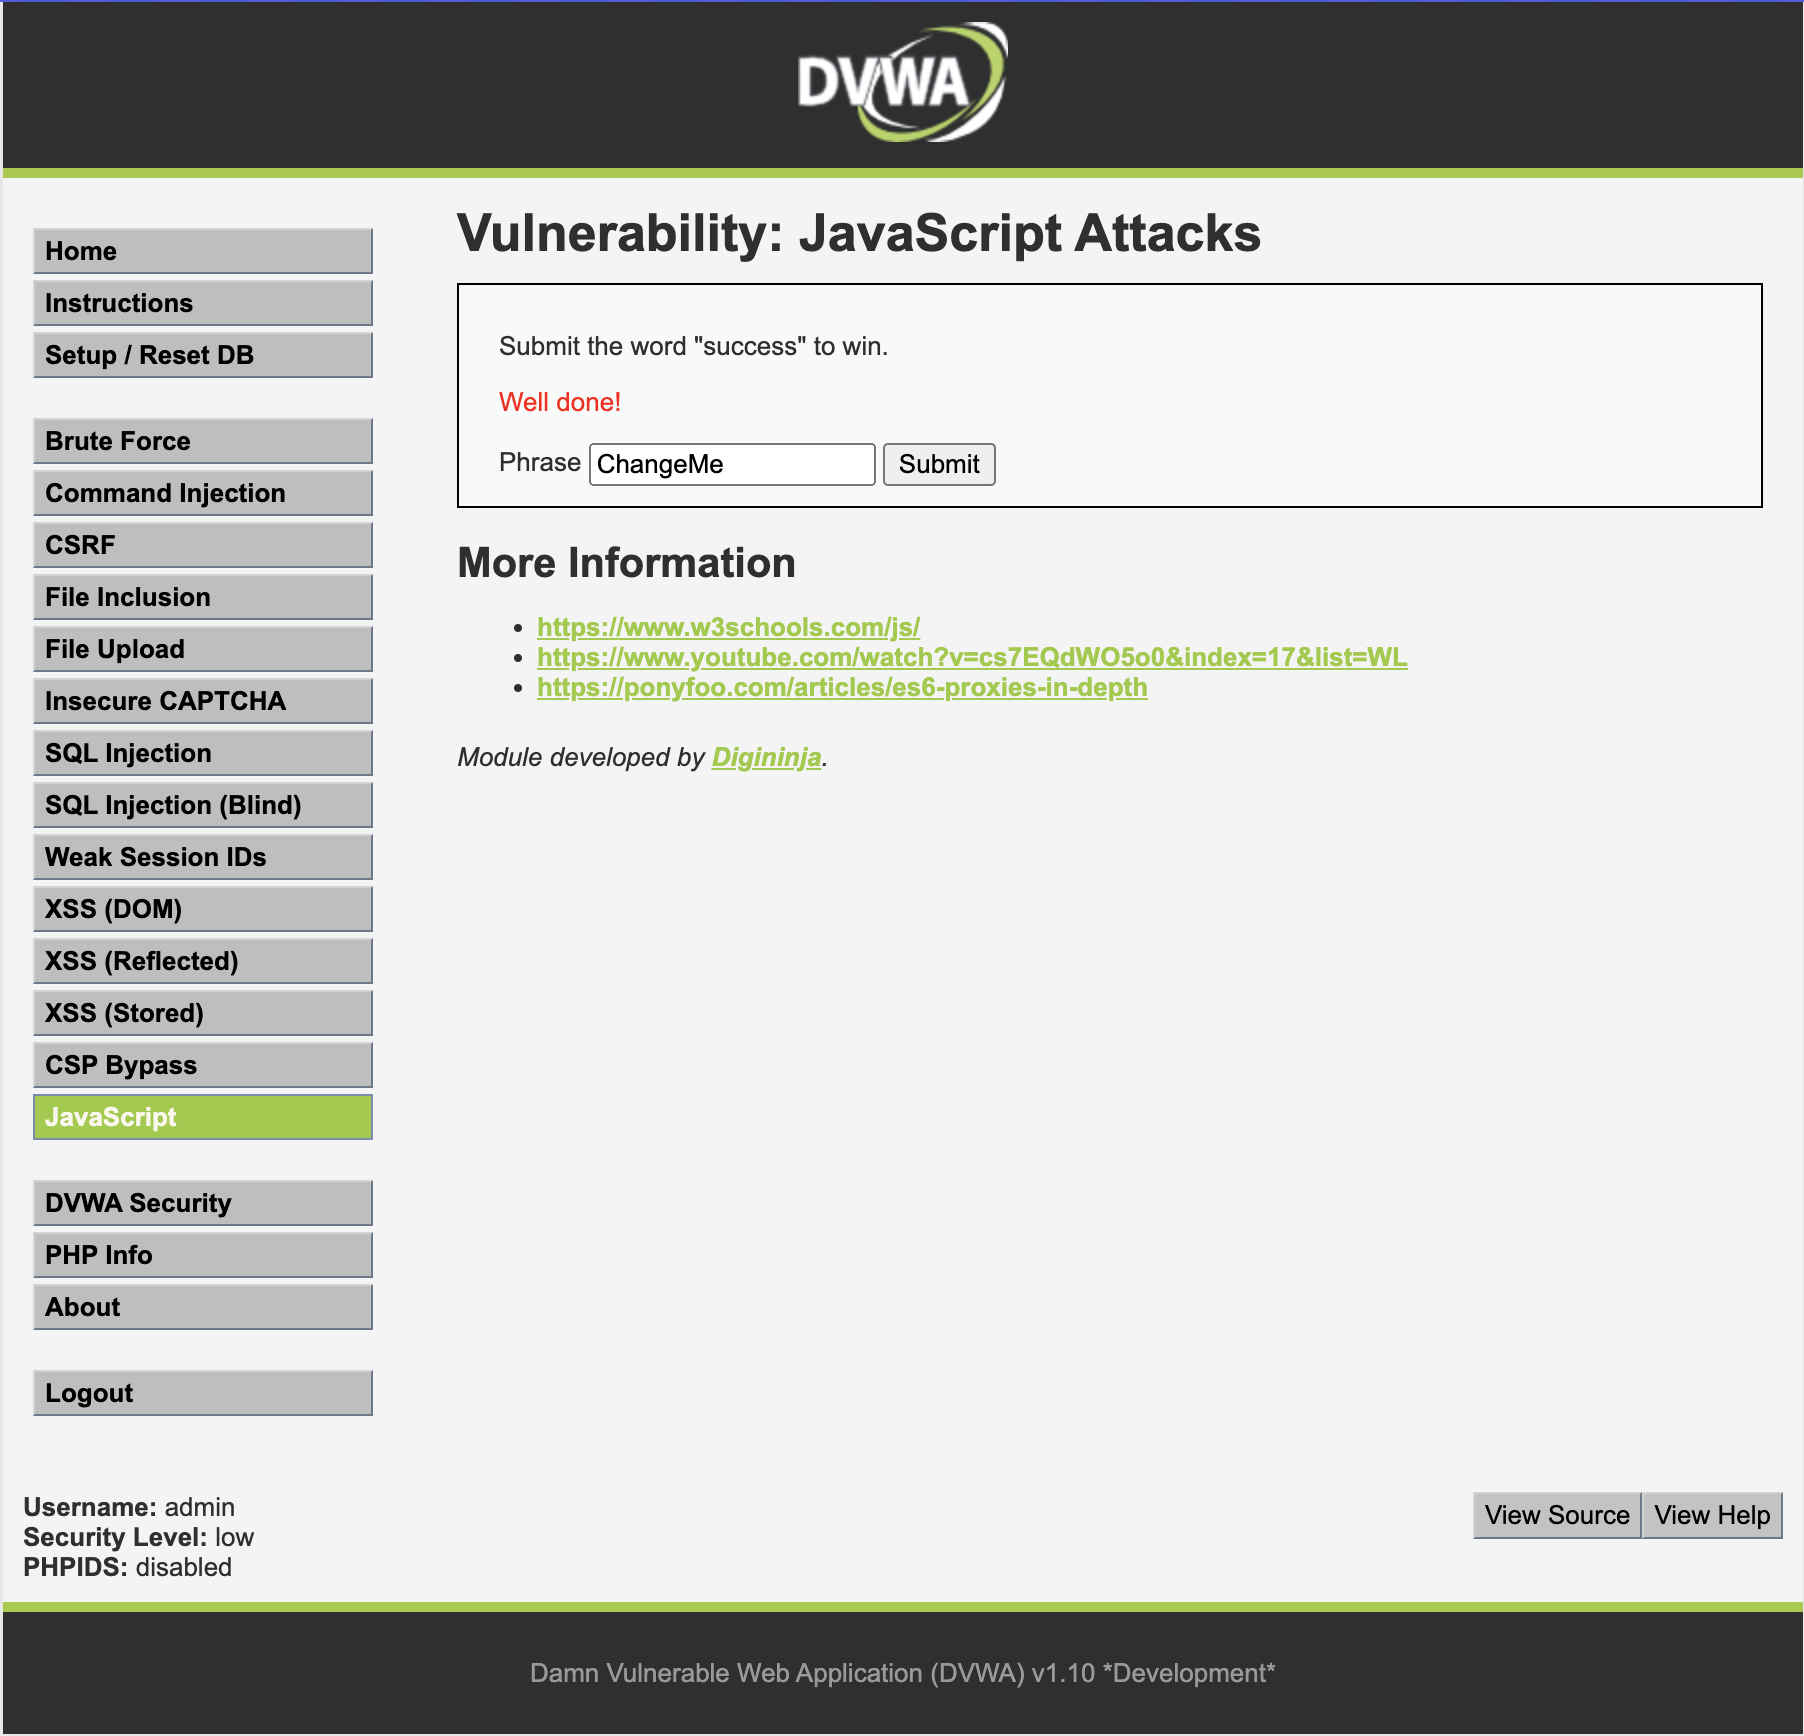 DVWA
Home
Instructions
Setup / Reset DB
Brute Force
Command Injection
CSRF
File Inclusion
File Upload
Insecure CAPTCHA
SQL Injection
SQL Injection (Blind)
Weak Session IDs
XSS (DOM)
XSS (Reflected)
XSS (Stored)
CSP Bypass
JavaScript
DVWA Security
PHP Info
About
Logout
Vulnerability: JavaScript Attacks
Submit the word "success" to win.
Well done!
Phrase ChangeMe Submit
More Information
• https://www.w3schools.com/js/
• https://www.youtube.com/watch?v=cs7EQdWO5o0&index=17&list=WL
• https://ponyfoo.com/articles/es6-proxies-in-depth
Module developed by Digininja.
Username: admin
Security Level: low
PHPIDS: disabled
View Source View Help
Damn Vulnerable Web Application (DVWA) v1.10 *Development*